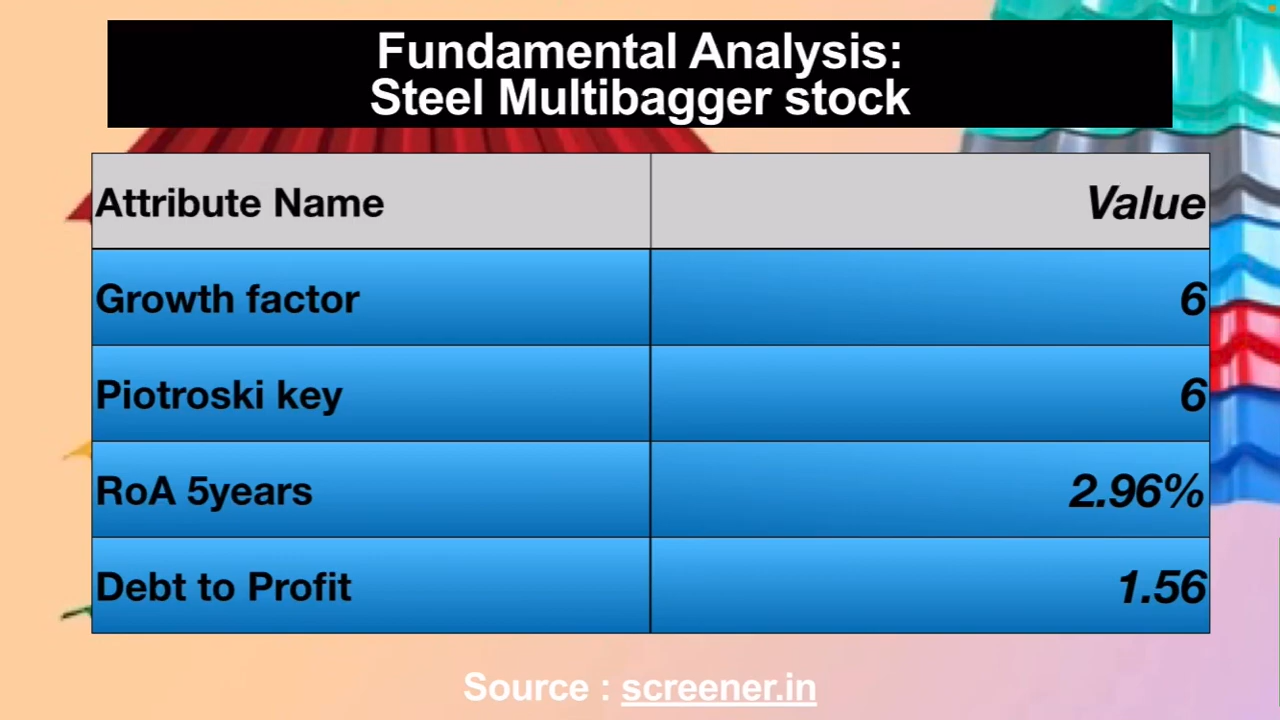 Fundamental Analysis:
Steel Multibagger stock
Attribute Name Value
Growth factor 6
Piotroski key 6
RoA 5years 2.96%
Debt to Profit 1.56
Source : screener.in